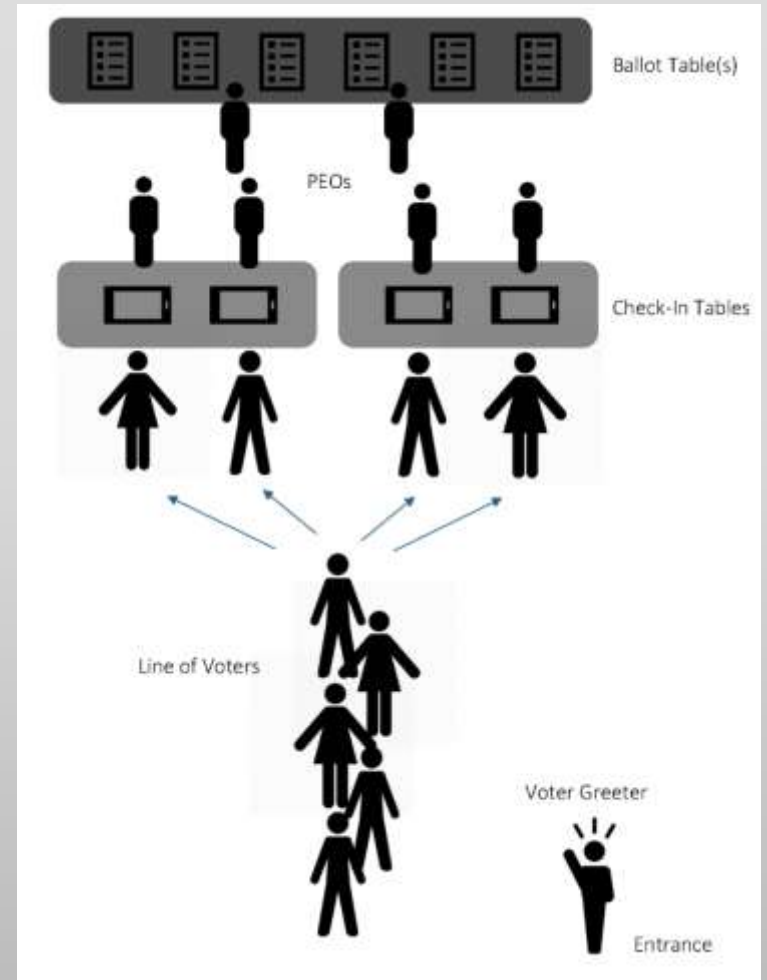 Ballot Table(s)
PEOs
Check-In Tables
Line of Voters
Voter Greeter
Entrance